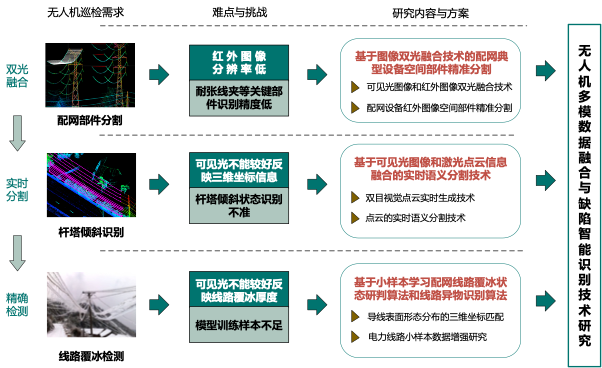 无人机巡检需求
难点与挑战
研究内容与方案
双光
融合
配网部件分割
红外图像
分辨率低
耐张线夹等关键部
件识别精度低
基于图像双光融合技术的配网典
型设备空间部件精准分割
可见光图像和红外图像双光融合技术
配网设备红外图像空间部件精准分割
实时
分割
杆塔倾斜识别
可见光不能较好反
映三维坐标信息
杆塔倾斜状态识别
不准
基于可见光图像和激光点云信息
融合的实时语义分割技术
双目视觉点云实时生成技术
点云的实时语义分割技术
精确
检测
线路覆冰检测
可见光不能较好反
映线路覆冰厚度
模型训练样本不足
基于小样本学习配网线路覆冰状
态研判算法和线路异物识别算法
导线表面形态分布的三维坐标匹配
电力线路小样本数据增强研究
无人机多模数据融合与缺陷智能识别技术研究